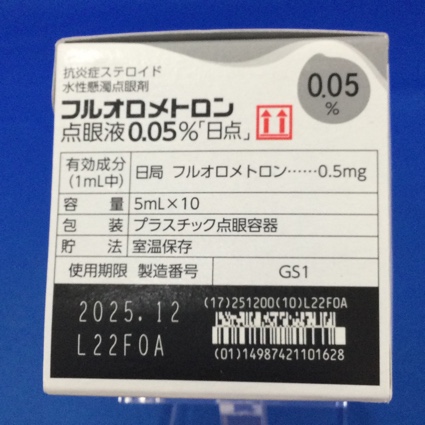 抗炎症ステロイド
水性懸濁点眼剤
フルオロメトロン
点眼液0.05%「日点」
0.05
%
有効成分
(1mL中)
日局 フルオロメトロン……0.5mg
容 量 5mL×10
包 装 プラスチック点眼容器
貯 法 室温保存
使用期限 製造番号 GS1
2025.12
L22F0A
(17)251200(10)L22F0A
(01)14987421101628